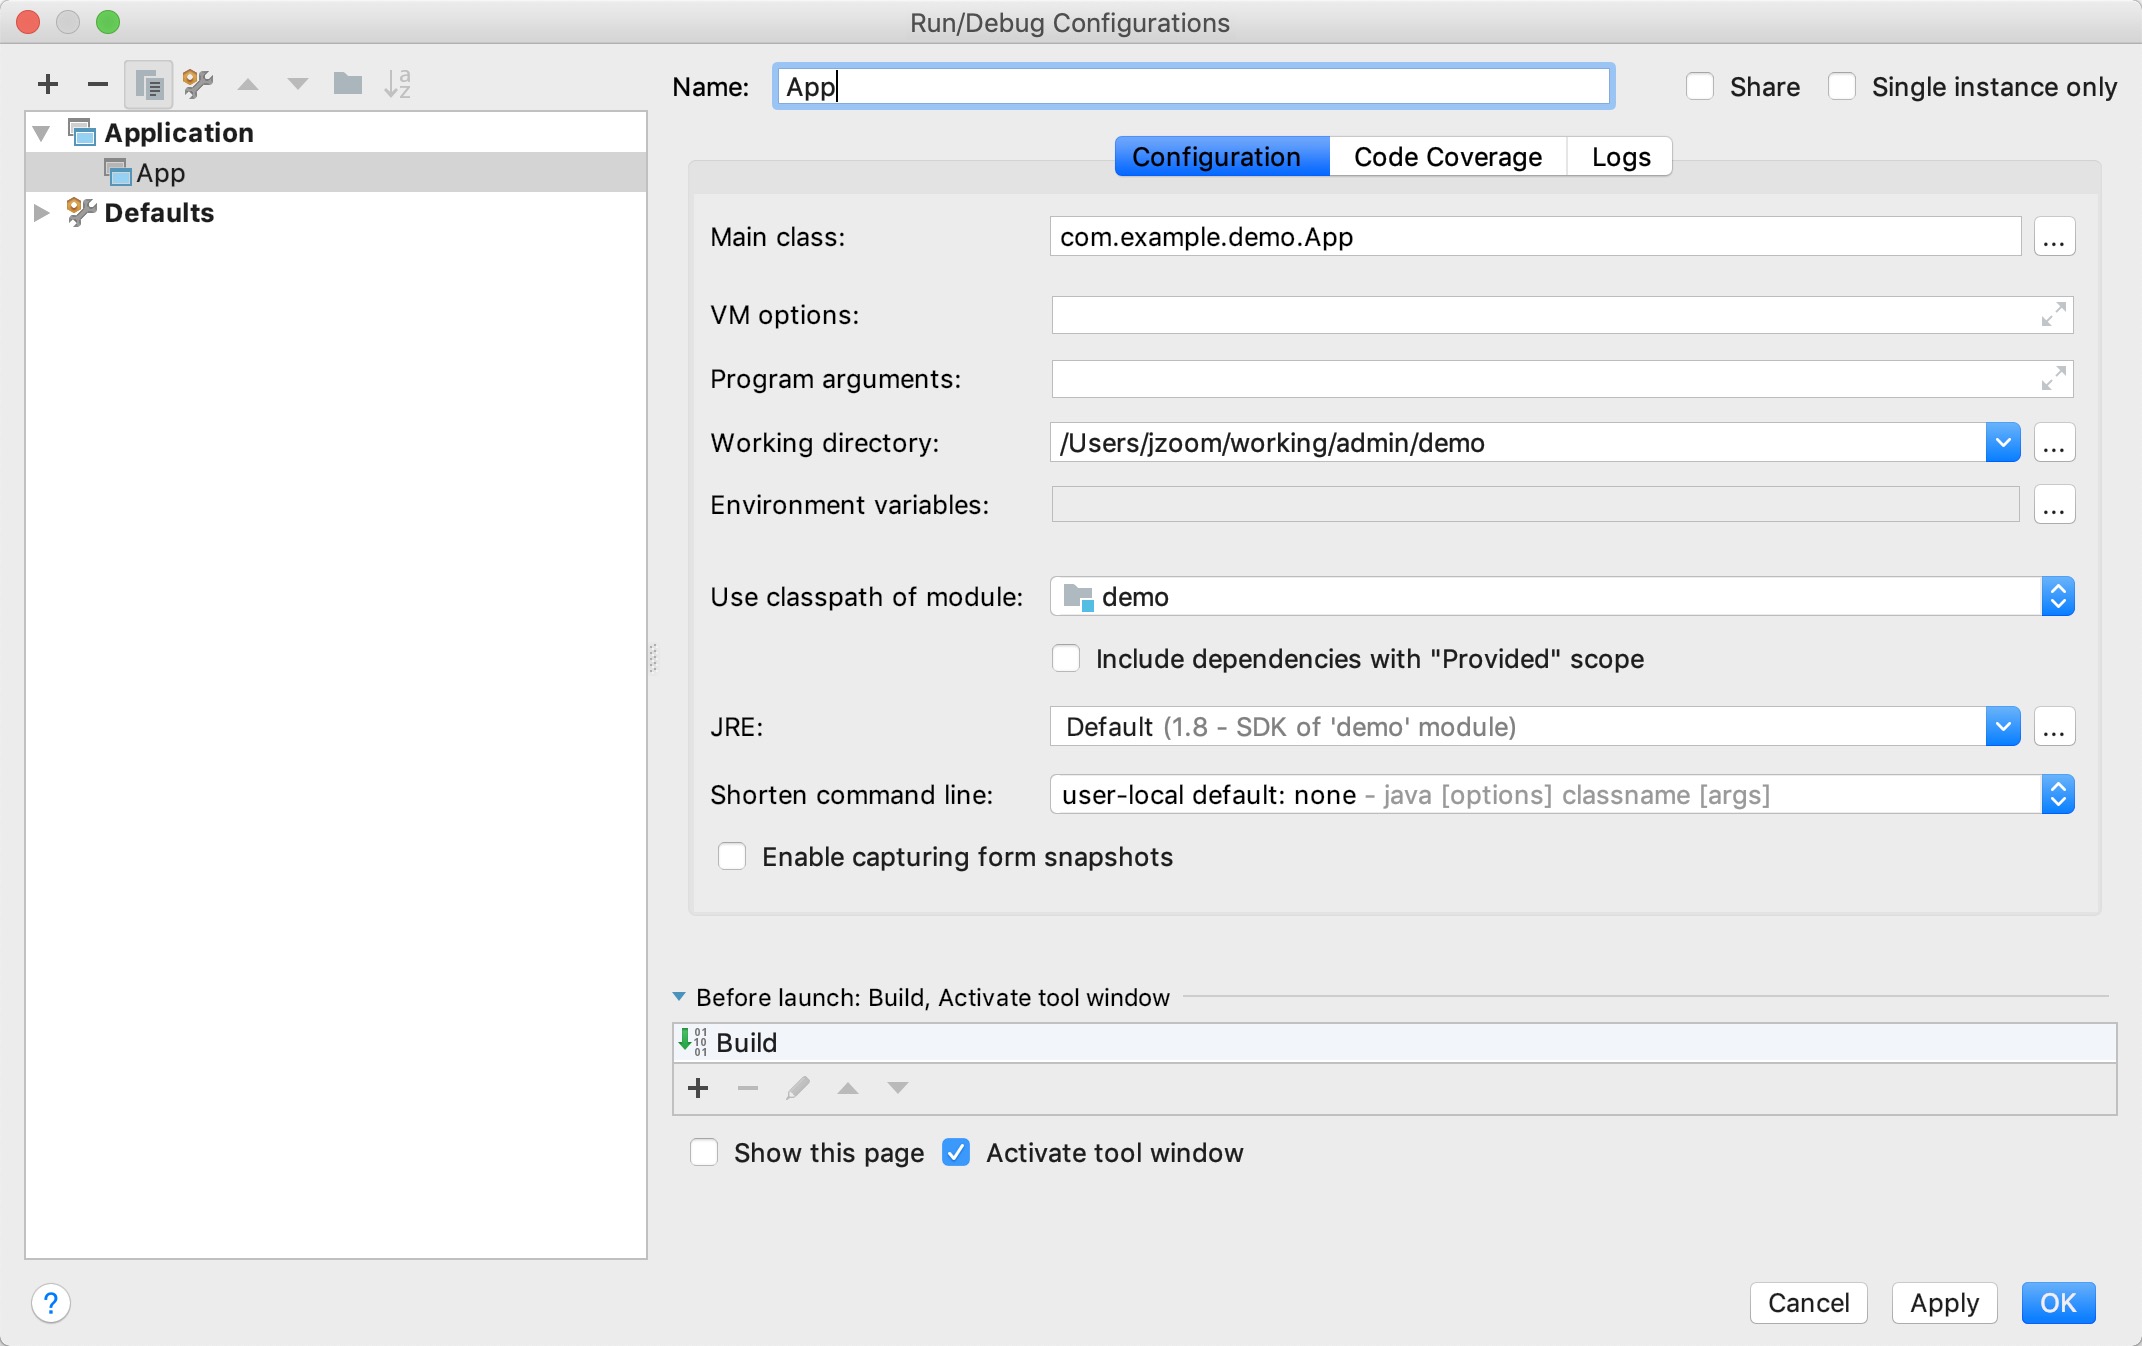 Run/Debug Configurations
Name: App
Share
Single instance only
Application
App
Defaults
Configuration
Code Coverage
Logs
Main class: com.example.demo.App ...
VM options:
Program arguments:
Working directory: /Users/jzoom/working/admin/demo ...
Environment variables: ...
Use classpath of module: demo
Include dependencies with "Provided" scope
JRE: Default (1.8 - SDK of 'demo' module) ...
Shorten command line: user-local default: none - java [options] classname [args]
Enable capturing form snapshots
Before launch: Build, Activate tool window
Build
Show this page
Activate tool window
?
Cancel
Apply
OK